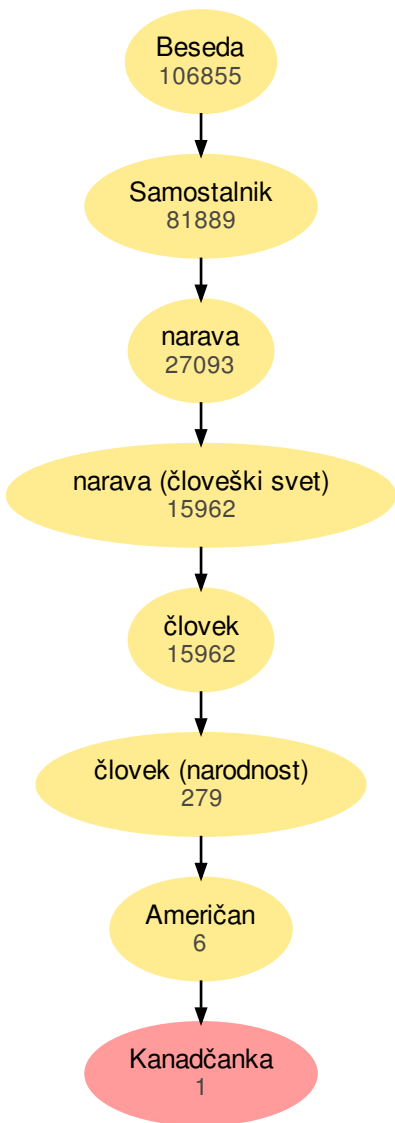 Beseda
106855
Samostalnik
81889
narava
27093
narava (človeški svet)
15962
človek
15962
človek (narodnost)
279
Američan
6
Kanadčanka
1